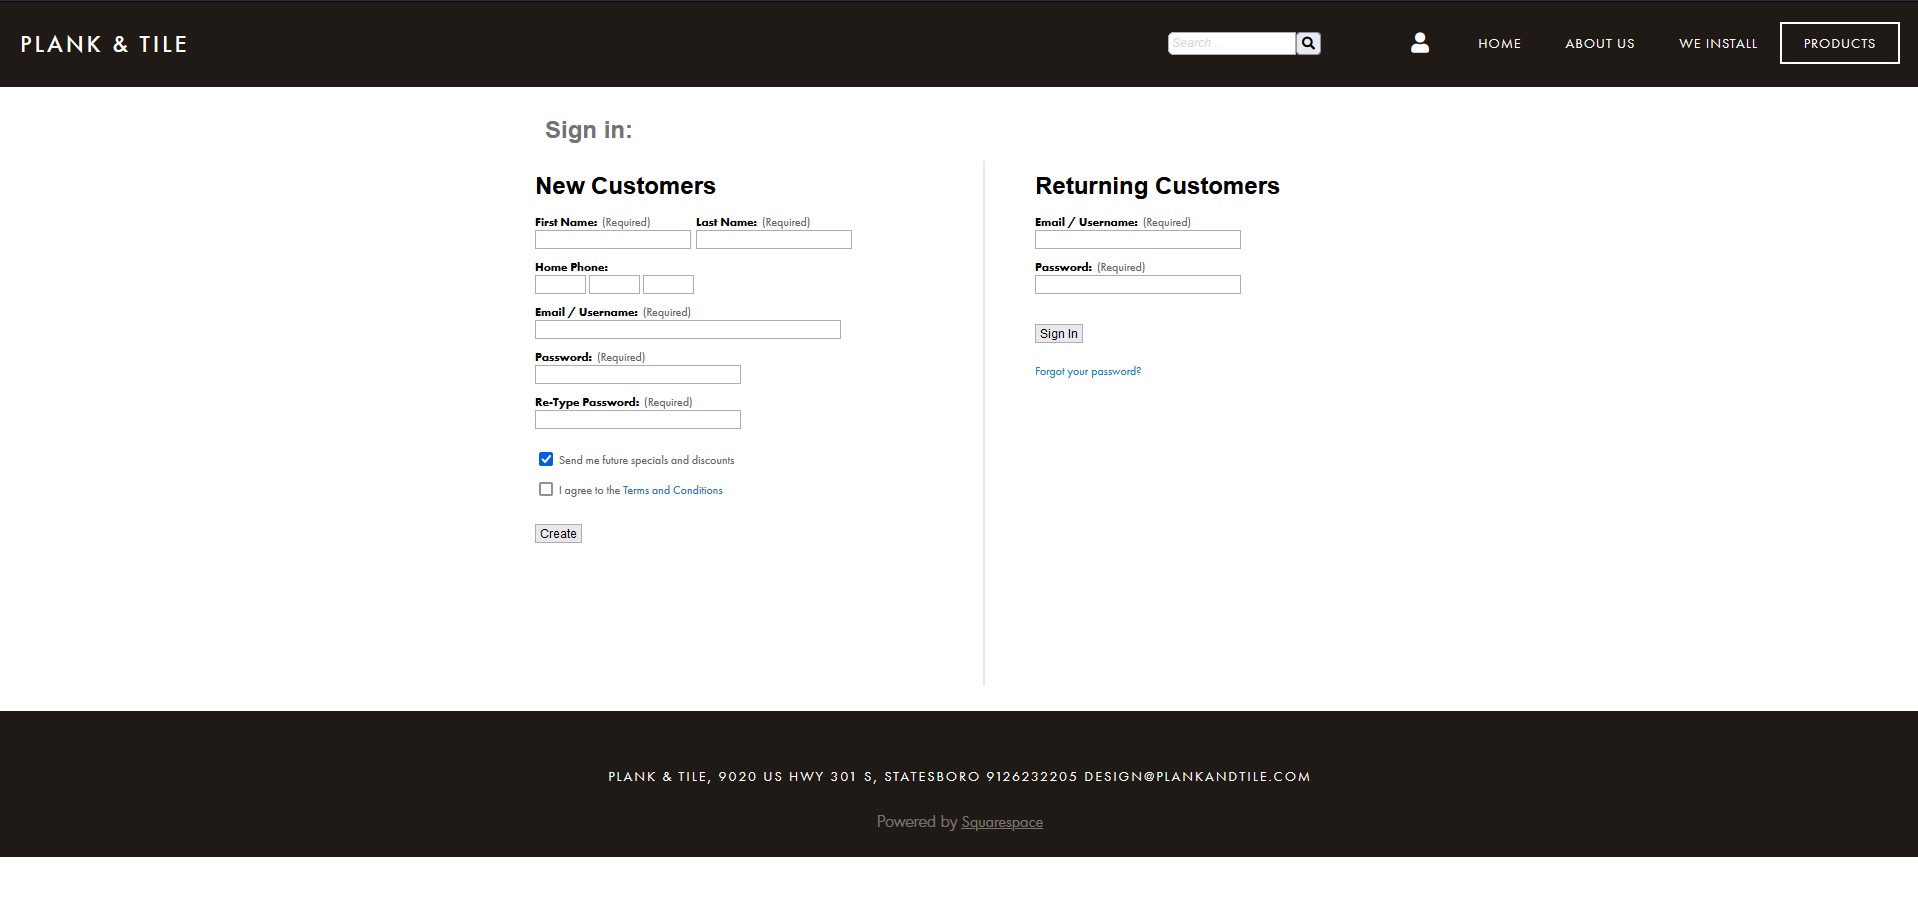 PLANK & TILE
Search...
HOME
ABOUT US
WE INSTALL
PRODUCTS
Sign in:
New Customers
First Name: (Required) Last Name: (Required)
Home Phone:
Email / Username: (Required)
Password: (Required)
Re-Type Password: (Required)
Send me future specials and discounts
I agree to the Terms and Conditions
Create
Returning Customers
Email / Username: (Required)
Password: (Required)
Sign In
Forgot your password?
PLANK & TILE, 9020 US HWY 301 S, STATESBORO 9126232205 DESIGN@PLANKANDTILE.COM
Powered by Squarespace